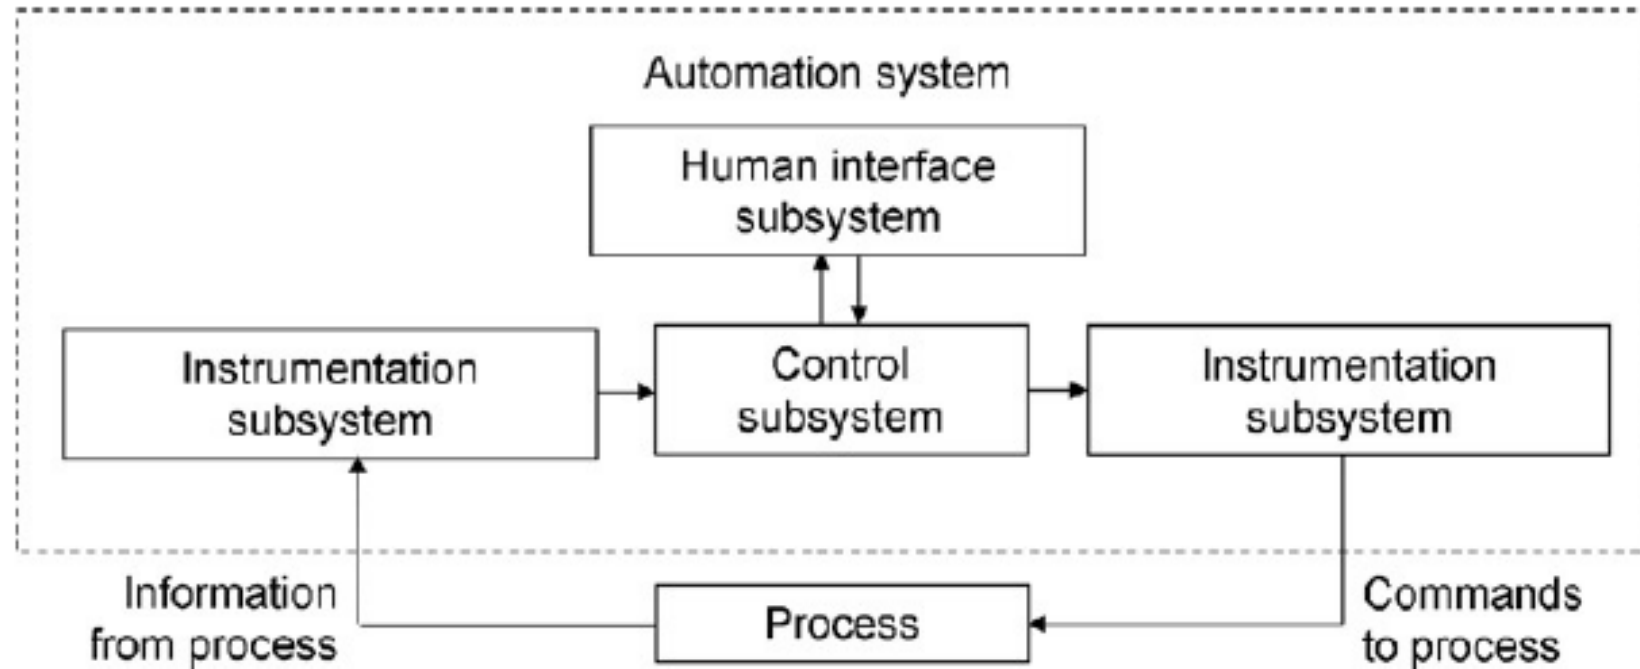 Automation system
Human interface
subsystem
Instrumentation
subsystem
Control
subsystem
Instrumentation
subsystem
Information
from process
Process
Commands
to process